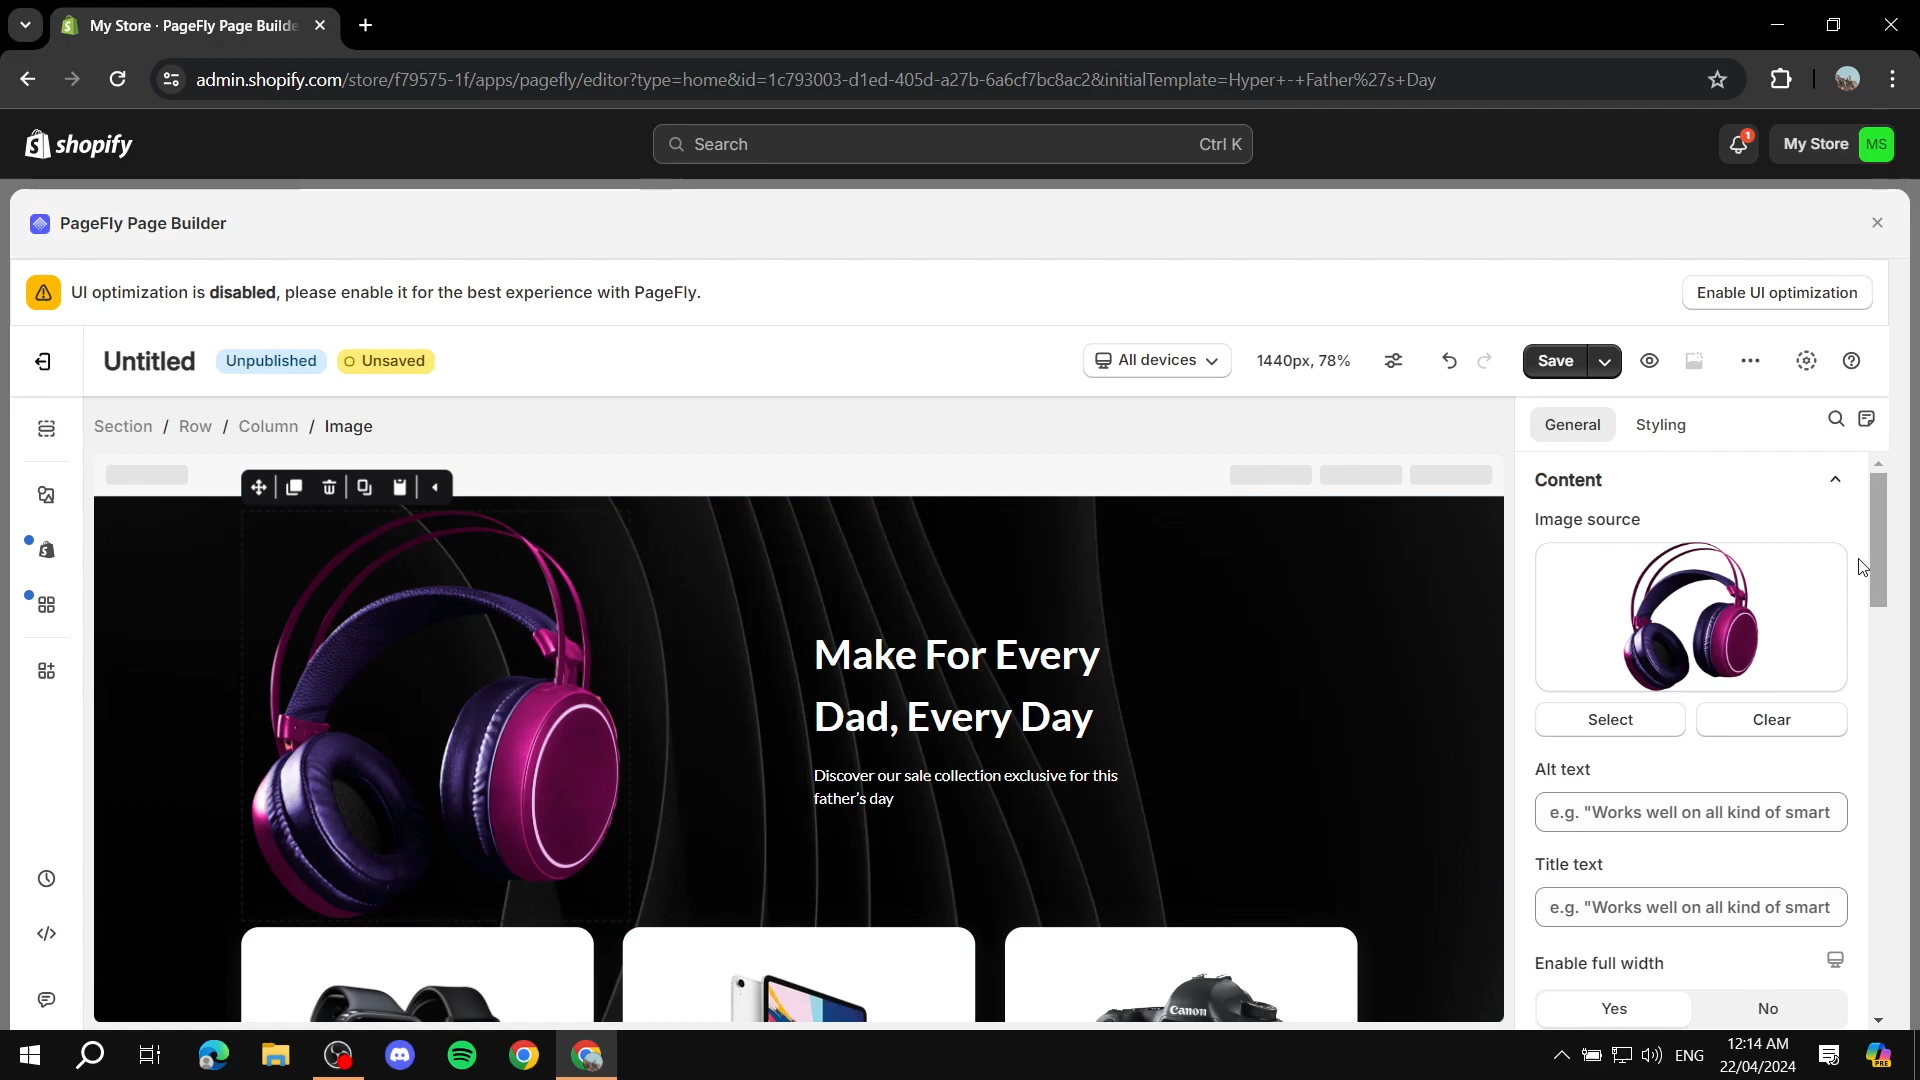 My Store · PageFly Page Builde
admin.shopify.com/store/f79575-1f/apps/pagefly/editor?type=home&id=1c793003-d1ed-405d-a27b-6a6cf7bc8ac2&initialTemplate=Hyper+-+Father%27s+Day
shopify
Search
Ctrl K
1
My Store
MS
PageFly Page Builder
UI optimization is disabled, please enable it for the best experience with PageFly.
Enable UI optimization
Untitled
Unpublished
Unsaved
All devices
1440px, 78%
Save
Section / Row / Column / Image
General
Styling
Content
Image source
Select
Clear
Alt text
e.g. "Works well on all kind of smart
Title text
e.g. "Works well on all kind of smart
Enable full width
Yes
No
Make For Every
Dad, Every Day
Discover our sale collection exclusive for this
father's day
Canon
ENG
12:14 AM
22/04/2024
PRE